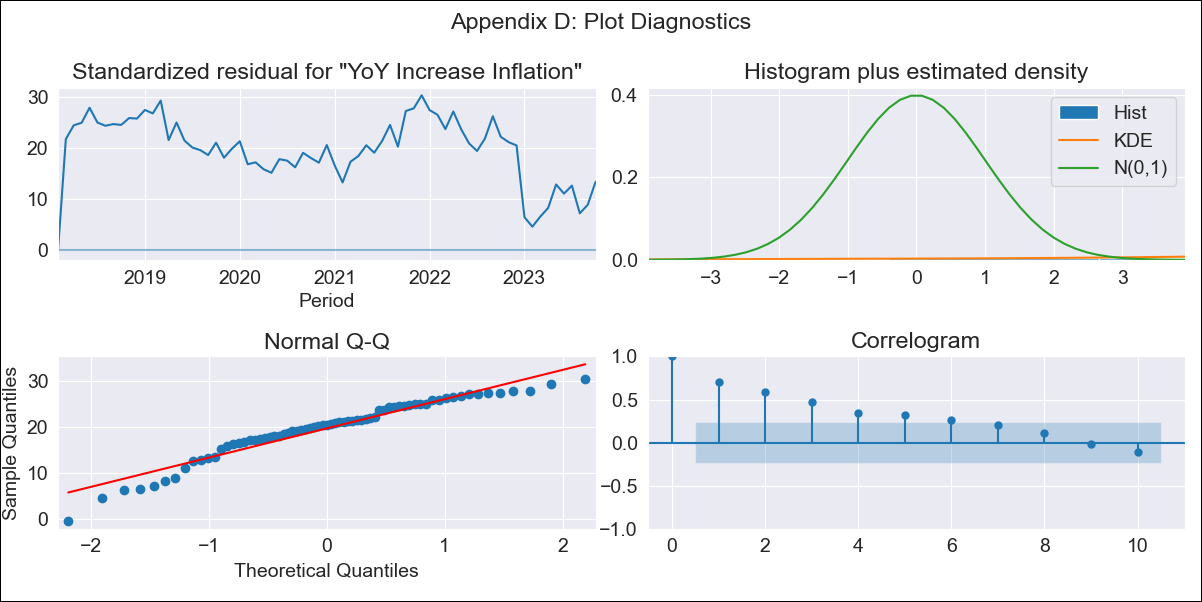 Appendix D: Plot Diagnostics
Standardized residual for "YoY Increase Inflation"
30
20
10
0
2019 2020 2021 2022 2023
Period
Histogram plus estimated density
0.4
0.2
0.0
Hist
KDE
N(0,1)
−3 −2 −1 0 1 2 3
Normal Q-Q
Sample Quantiles
30
20
10
0
−2 −1 0 1 2
Theoretical Quantiles
Correlogram
1.0
0.5
0.0
−0.5
−1.0
0 2 4 6 8 10